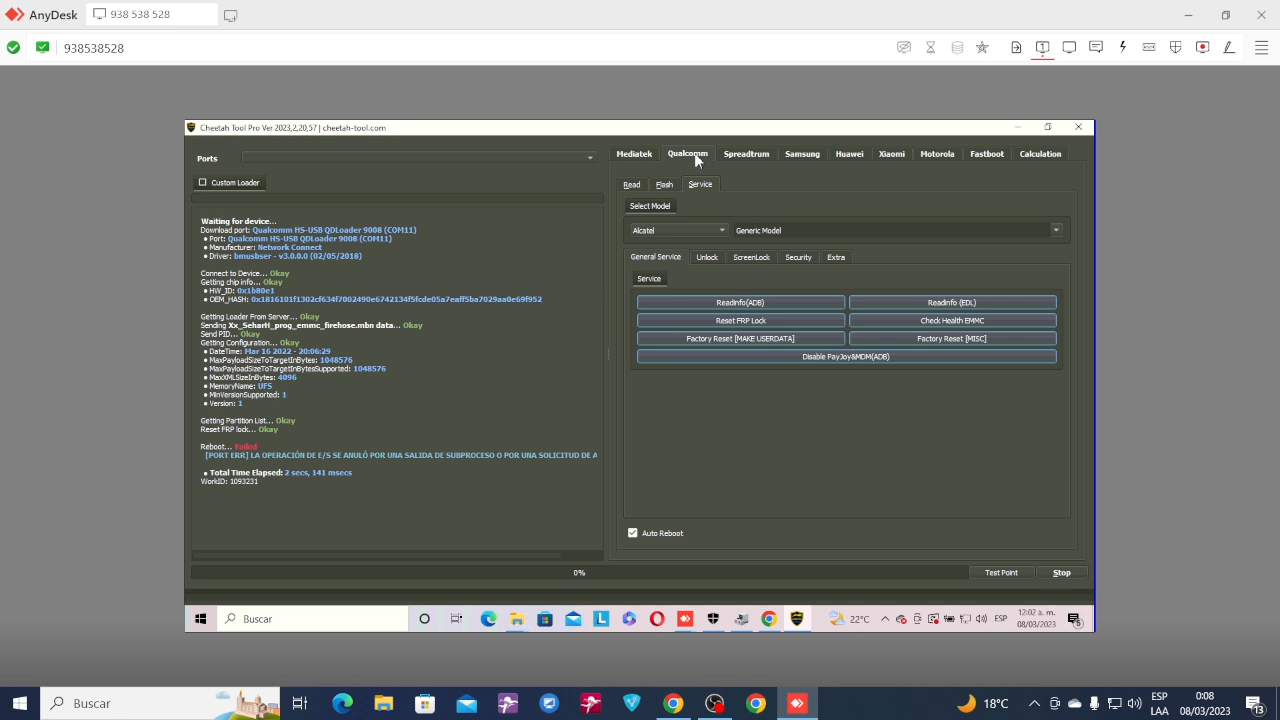 AnyDesk
938 538 528
938538528
Cheetah Tool Pro Ver 2023,2,20,57 | cheetah-tool.com
Ports
Custom Loader
Waiting for device...
Download port: Qualcomm HS-USB QDLoader 9008 (COM11)
• Port: Qualcomm HS-USB QDLoader 9008 (COM11)
• Manufacturer: Network Connect
• Driver: bmusbser - v3.0.0.0 (02/05/2018)
Connect to Device... Okay
Getting chip info... Okay
• HW_ID: 0x1b80e1
• OEM_HASH: 0x1816101f1302cf634f7002490e6742134f5fcde05a7eaff5ba7029aa0e69f952
Getting Loader From Server... Okay
Sending Xx_SeharH_prog_emmc_firehose.mbn data... Okay
Send PID... Okay
Getting Configuration... Okay
• DateTime: Mar 16 2022 - 20:06:29
• MaxPayloadSizeToTargetInBytes: 1048576
• MaxPayloadSizeToTargetInBytesSupported: 1048576
• MaxXMLSizeInBytes: 4096
• MemoryName: UFS
• MinVersionSupported: 1
• Version: 1
Getting Partition List... Okay
Reset FRP lock... Okay
Reboot... Failed
[PORT ERR] LA OPERACIÓN DE E/S SE ANULÓ POR UNA SALIDA DE SUBPROCESO O POR UNA SOLICITUD DE A
• Total Time Elapsed: 2 secs, 141 msecs
WorkID: 1093231
Mediatek Qualcomm Spreadtrum Samsung Huawei Xiaomi Motorola Fastboot Calculation
Read Flash Service
Select Model
Alcatel Generic Model
General Service Unlock ScreenLock Security Extra
Service
ReadInfo(ADB) ReadInfo (EDL)
Reset FRP Lock Check Health EMMC
Factory Reset [MAKE USERDATA] Factory Reset [MISC]
Disable PayJoy&MDM(ADB)
Auto Reboot
0% Test Point Stop
Buscar
22°C
ESP
12:02 a. m.
08/03/2023
6
Buscar
18°C
ESP
LAA
0:08
08/03/2023
13